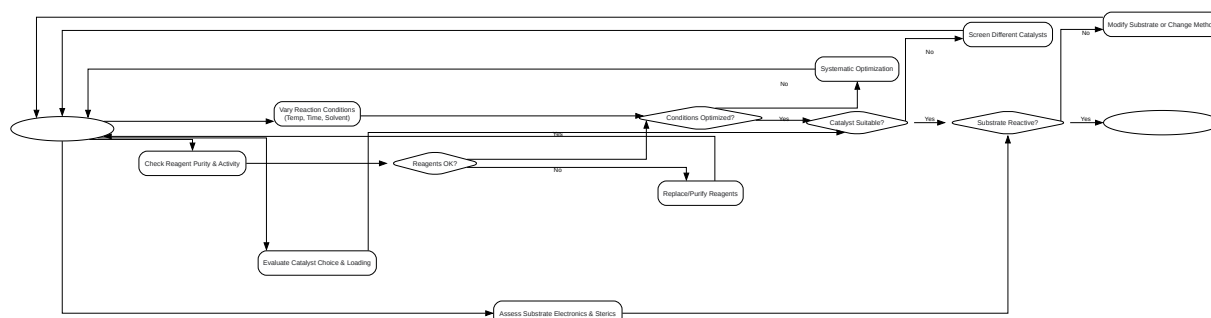 Modify Substrate or Change Metho
No
Screen Different Catalysts
No
Systematic Optimization
No
Vary Reaction Conditions
(Temp, Time, Solvent)
Conditions Optimized?
Yes
Catalyst Suitable?
Yes
Substrate Reactive?
Yes
Yes
Check Reagent Purity & Activity
Reagents OK?
No
Replace/Purify Reagents
Evaluate Catalyst Choice & Loading
Assess Substrate Electronics & Sterics